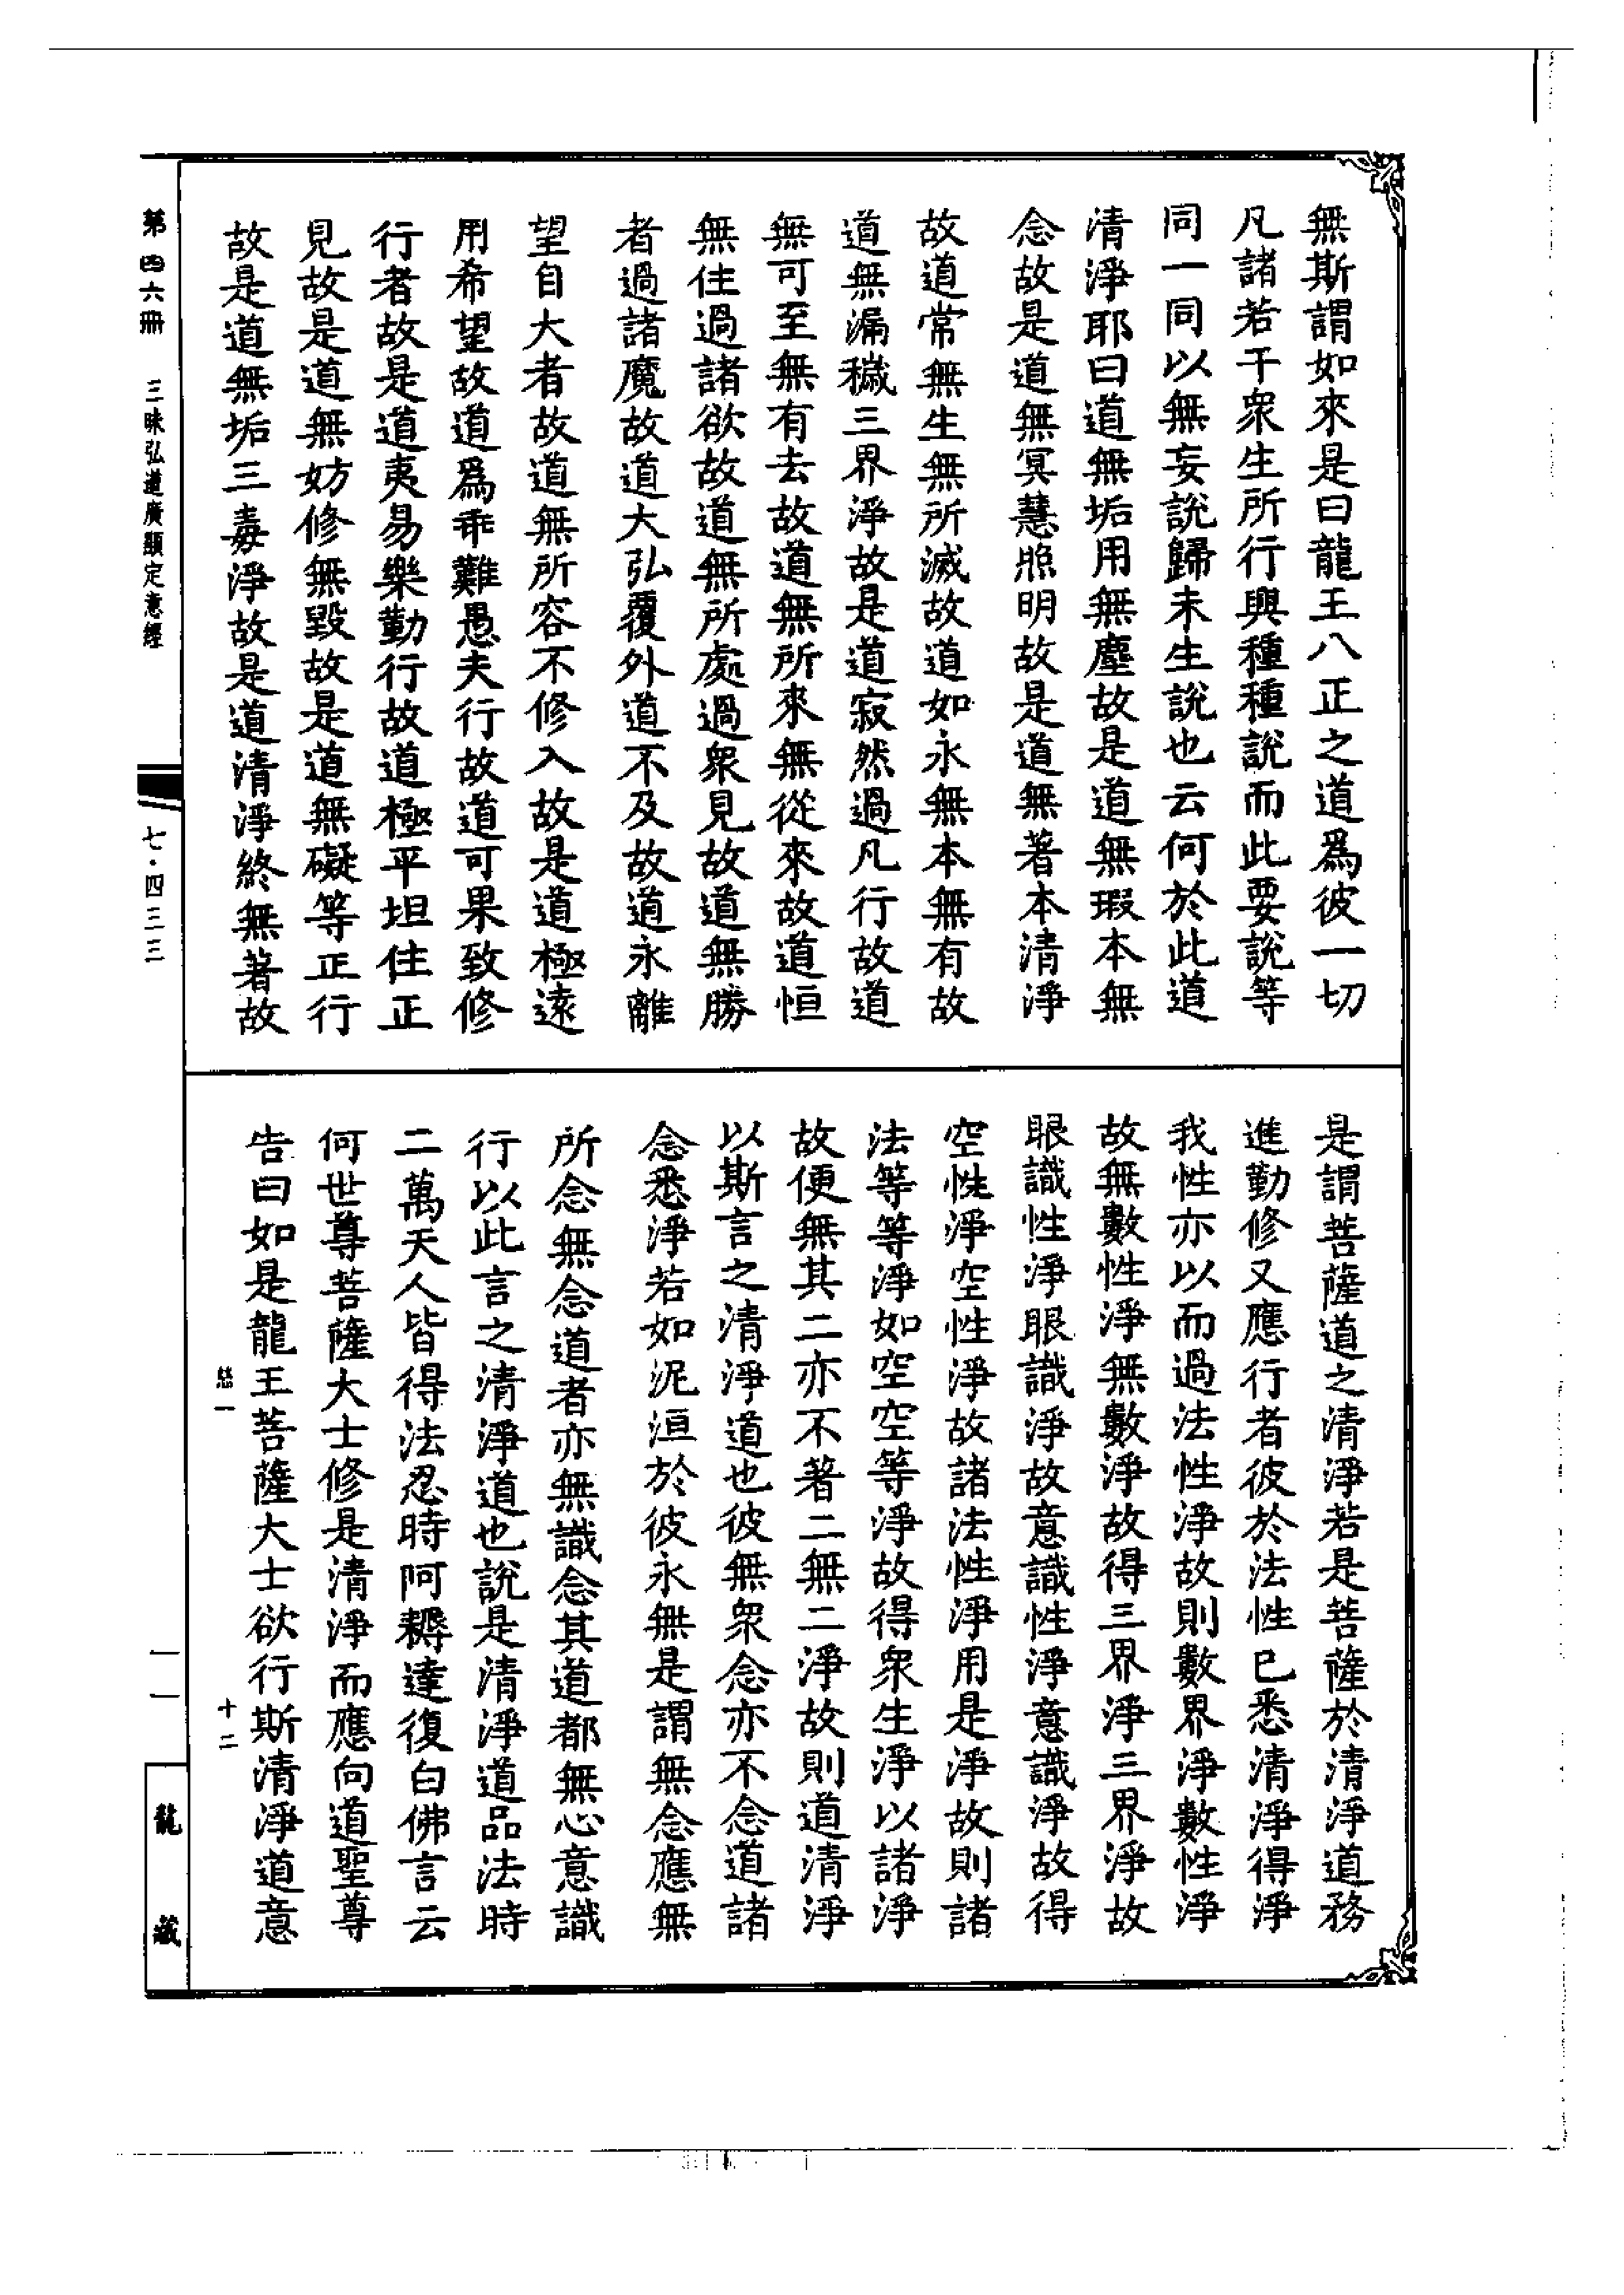 無斯謂如來是曰龍王八正之道爲彼一切
凡諸若干衆生所行興種種說而此要說等
同一同以無妄說歸未生說也云何於此道
清淨耶曰道無垢用無塵故是道無瑕本無
念故是道無冥慧照明故是道無著本清淨
故道常無生無所滅故道如永無本無有故
道無漏穢三界淨故是道寂然過凡行故道
無可至無有去故道無所來無從來故道恒
無住過諸欲故道無所處過衆見故道無勝
者過諸魔故道大弘覆外道不及故道永離
望自大者故道無所容不修入故是道極遠
用希望故道爲乖難愚夫行故道可果致修
行者故是道夷易樂勤行故道極平坦住正
見故是道無妨修無毀故是道無礙等正行
故是道無垢三毒淨故是道清淨終無著故
是謂菩薩道之清淨若是菩薩於清淨道務
進勤修又應行者彼於法性已悉清淨得淨
我性亦以而過法性淨故則數界淨數性淨
故無數性淨無數淨故得三界淨三界淨故
眼識性淨眼識淨故意識性淨意識淨故得
空性淨空性淨故諸法性淨用是淨故則諸
法等等淨如空空等淨故得衆生淨以諸淨
故便無其二亦不著二無二淨故則道清淨
以斯言之清淨道也彼無衆念亦不念道諸
念悉淨若如泥洹於彼永無是謂無念應無
所念無念道者亦無識念其道都無心意識
行以此言之清淨道也說是清淨道品法時
二萬天人皆得法忍時阿耨達復白佛言云
何世尊菩薩大士修是清淨而應向道聖尊
告曰如是龍王菩薩大士欲行斯清淨道意
慈一 十二
第四六冊 三昧弘道廣顯定意經
七·四三三
一一
龍藏